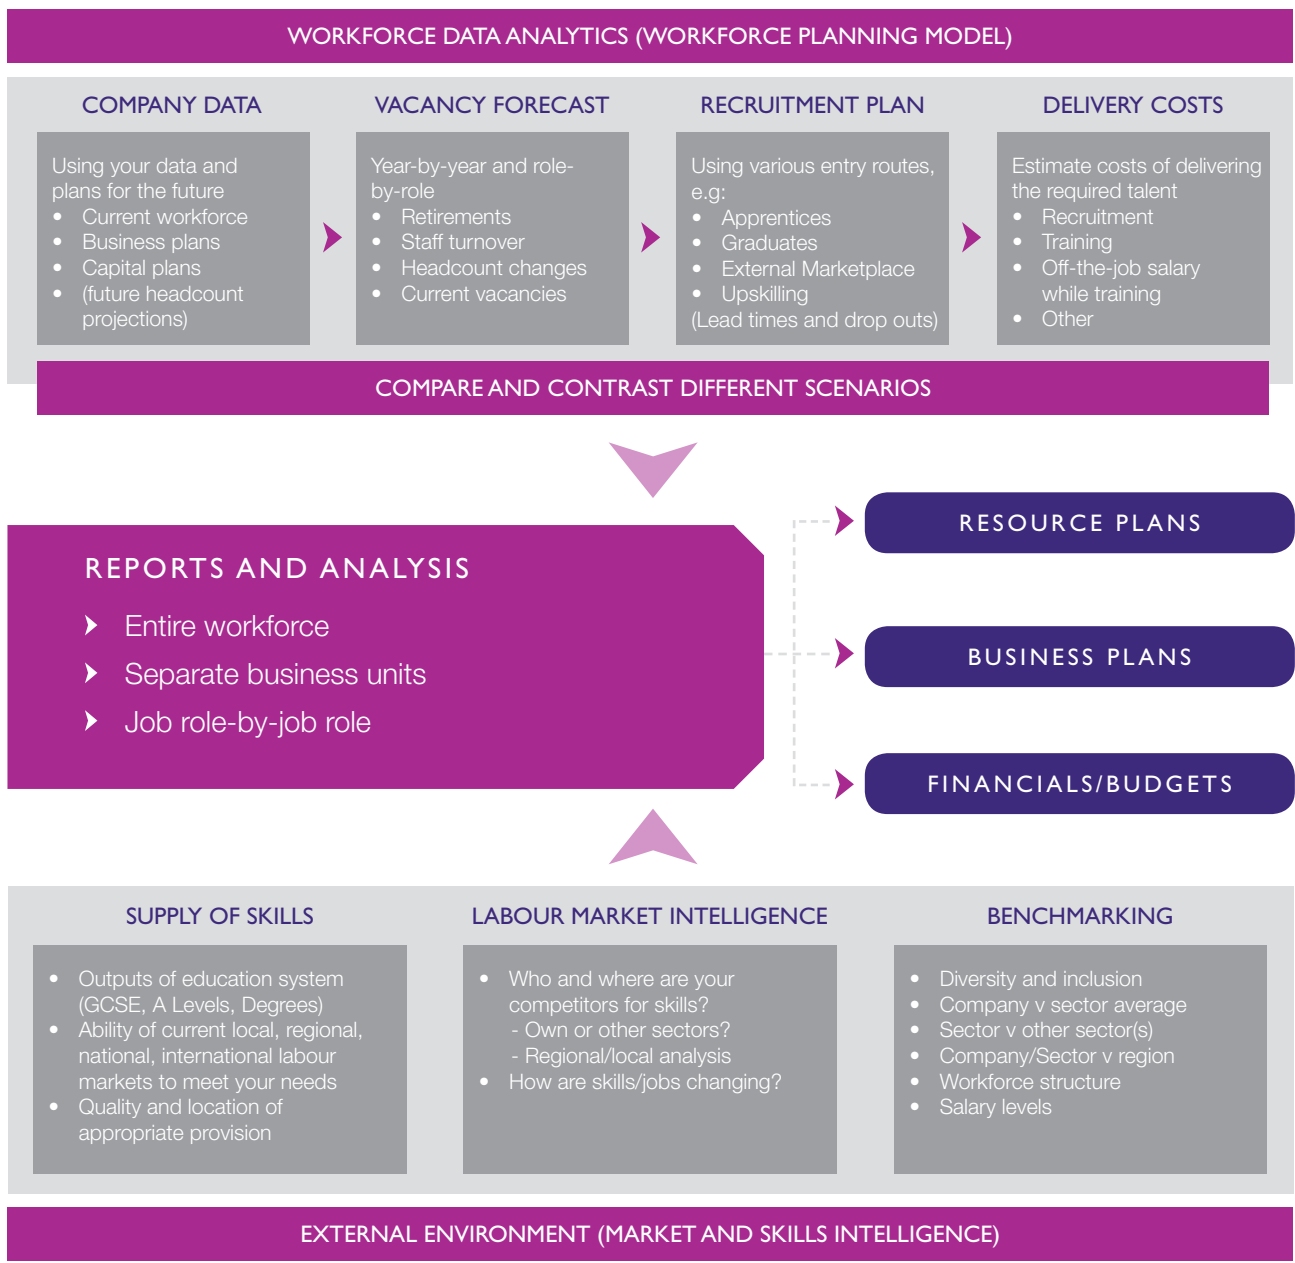 WORKFORCE DATA ANALYTICS (WORKFORCE PLANNING MODEL)
COMPANY DATA
Using your data and
plans for the future
• Current workforce
• Business plans
• Capital plans
• (future headcount
projections)
VACANCY FORECAST
Year-by-year and role-
by-role
• Retirements
• Staff turnover
• Headcount changes
• Current vacancies
RECRUITMENT PLAN
Using various entry routes,
e.g:
• Apprentices
• Graduates
• External Marketplace
• Upskilling
(Lead times and drop outs)
DELIVERY COSTS
Estimate costs of delivering
the required talent
• Recruitment
• Training
• Off-the-job salary
while training
• Other
COMPARE AND CONTRAST DIFFERENT SCENARIOS
REPORTS AND ANALYSIS
Entire workforce
Separate business units
Job role-by-job role
RESOURCE PLANS
BUSINESS PLANS
FINANCIALS/BUDGETS
SUPPLY OF SKILLS
• Outputs of education system
(GCSE, A Levels, Degrees)
• Ability of current local, regional,
national, international labour
markets to meet your needs
• Quality and location of
appropriate provision
LABOUR MARKET INTELLIGENCE
• Who and where are your
competitors for skills?
- Own or other sectors?
- Regional/local analysis
• How are skills/jobs changing?
BENCHMARKING
• Diversity and inclusion
• Company v sector average
• Sector v other sector(s)
• Company/Sector v region
• Workforce structure
• Salary levels
EXTERNAL ENVIRONMENT (MARKET AND SKILLS INTELLIGENCE)